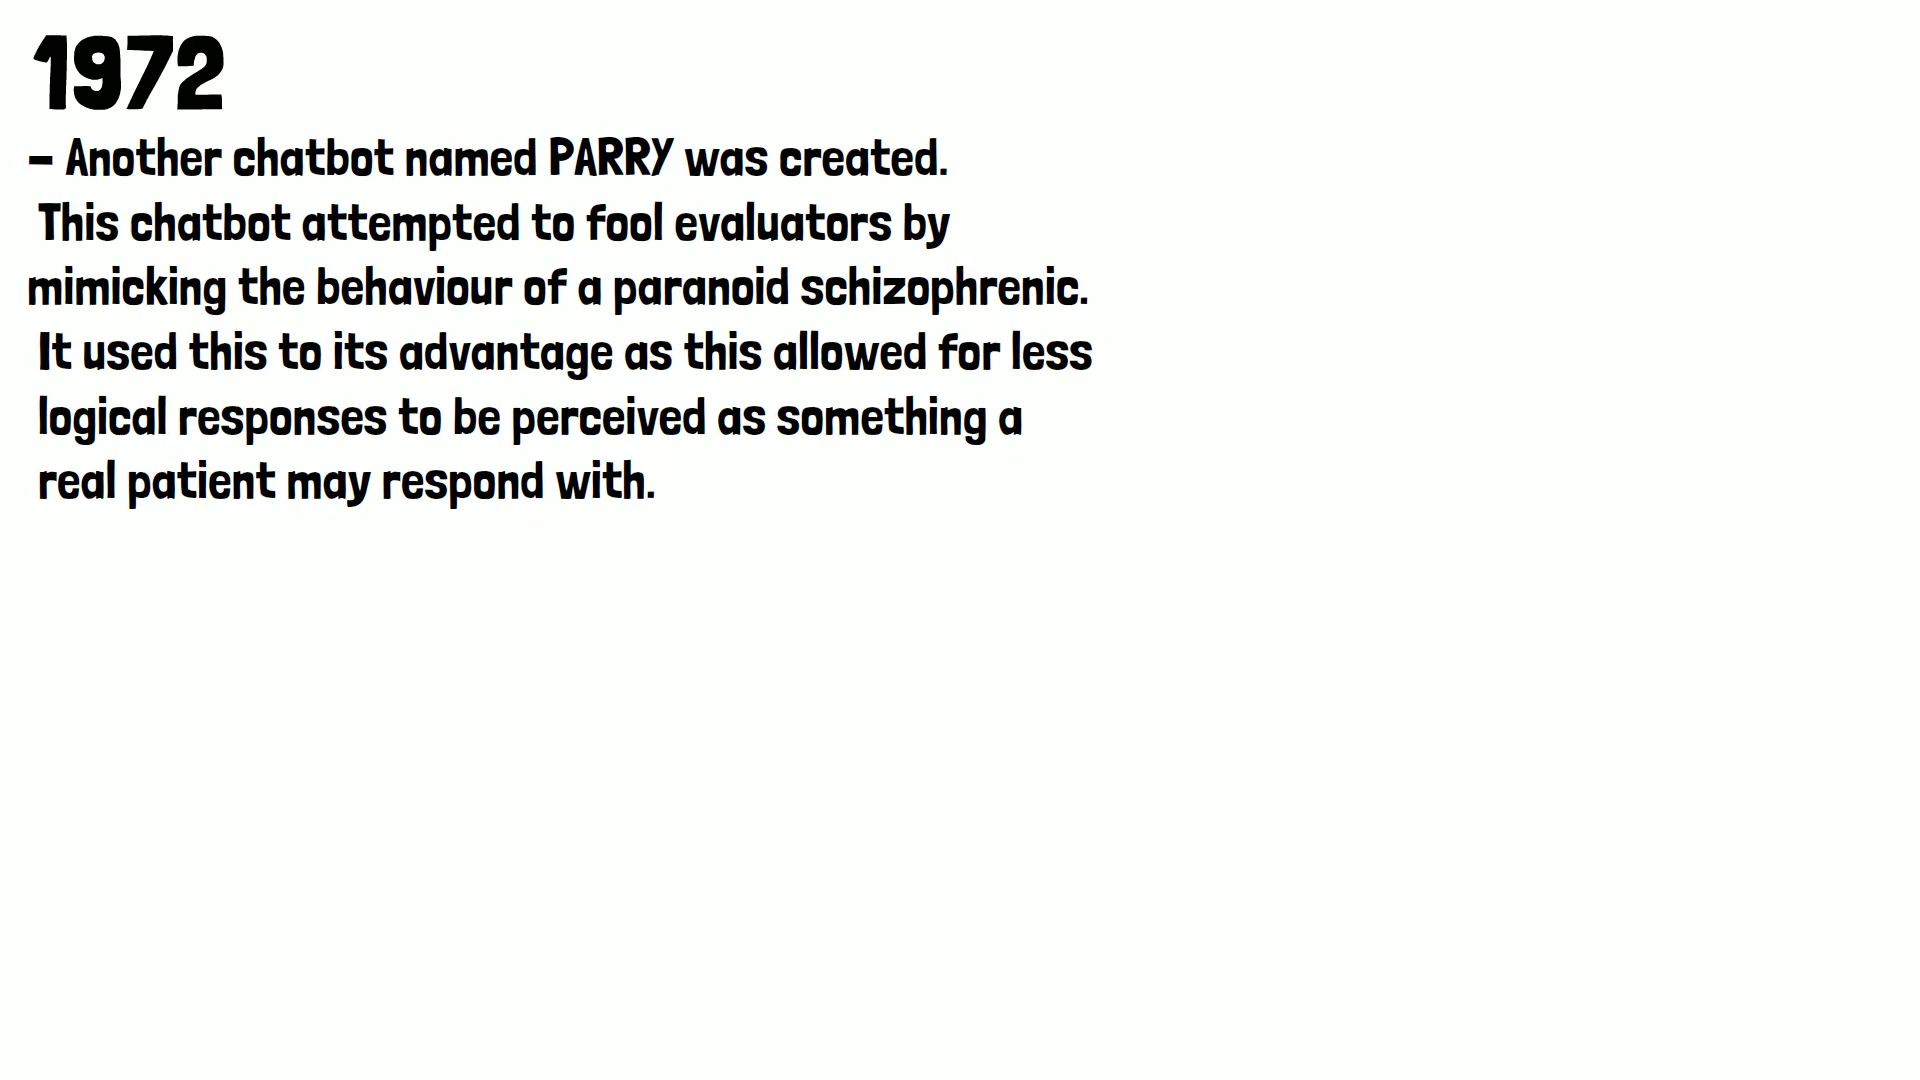 1972
- Another chatbot named PARRY was created.
This chatbot attempted to fool evaluators by
mimicking the behaviour of a paranoid schizophrenic.
It used this to its advantage as this allowed for less
logical responses to be perceived as something a
real patient may respond with.